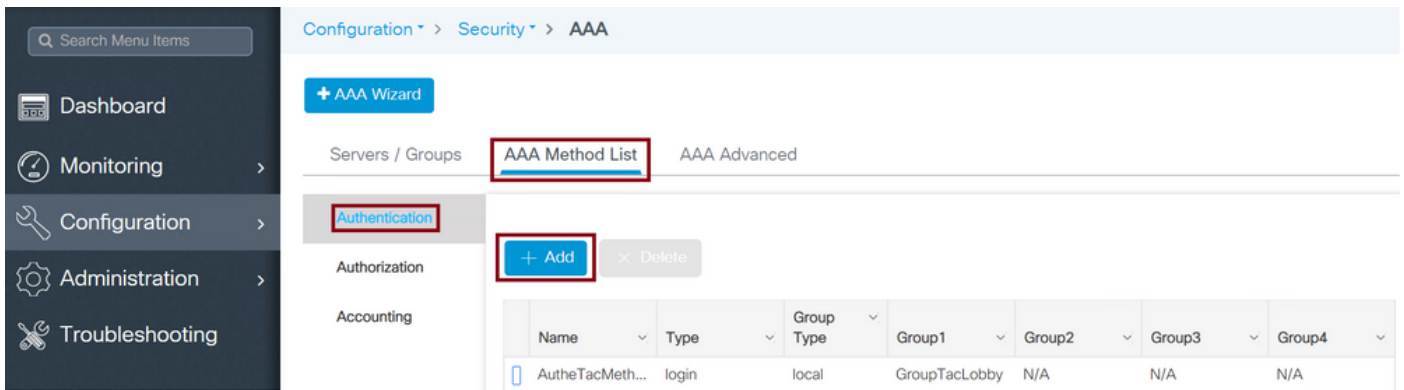 Search Menu Items
Dashboard
Monitoring
Configuration
Administration
Troubleshooting
Configuration > Security > AAA
+ AAA Wizard
Servers / Groups AAA Method List AAA Advanced
Authentication
Authorization
Accounting
+ Add × Delete
Name Type Group Type Group1 Group2 Group3 Group4
AutheTacMeth... login local GroupTacLobby N/A N/A N/A